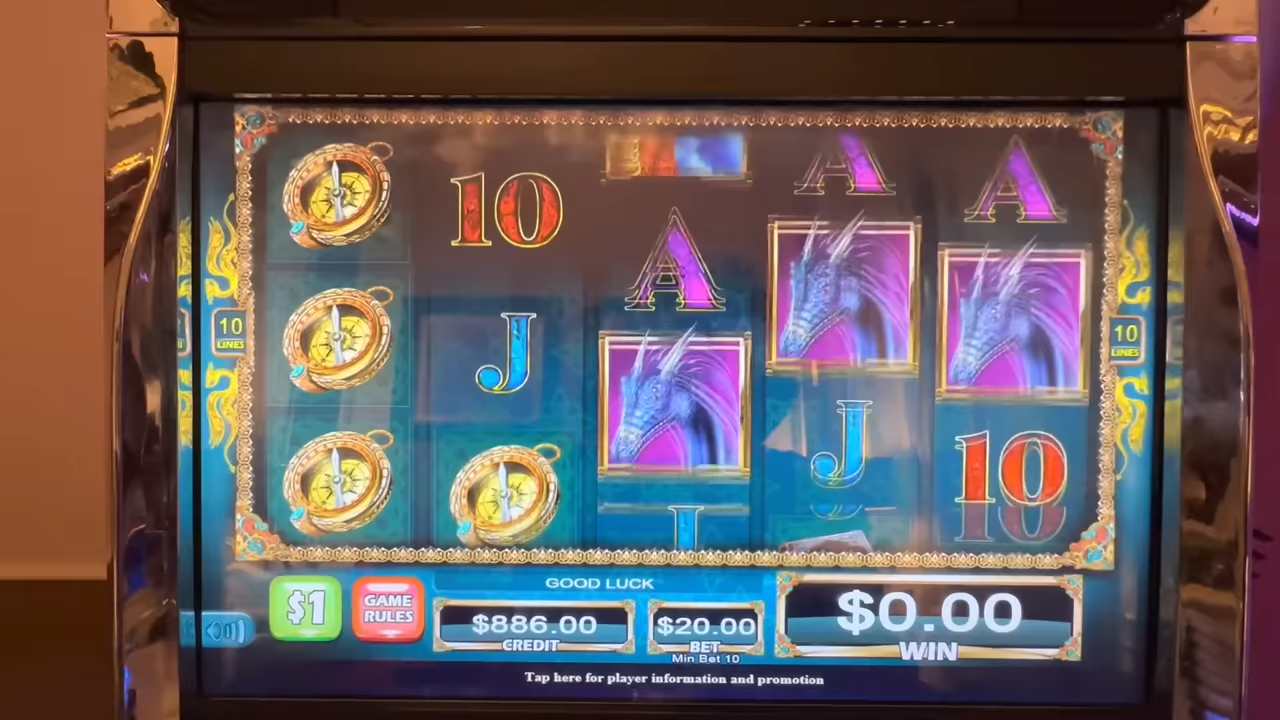 A
A
10
A
J
10
LINES
10
LINES
J
10
J
GOOD LUCK
$1
GAME
RULES
$886.00
CREDIT
$20.00
BET
Min Bet 10
$0.00
WIN
Tap here for player information and promotion